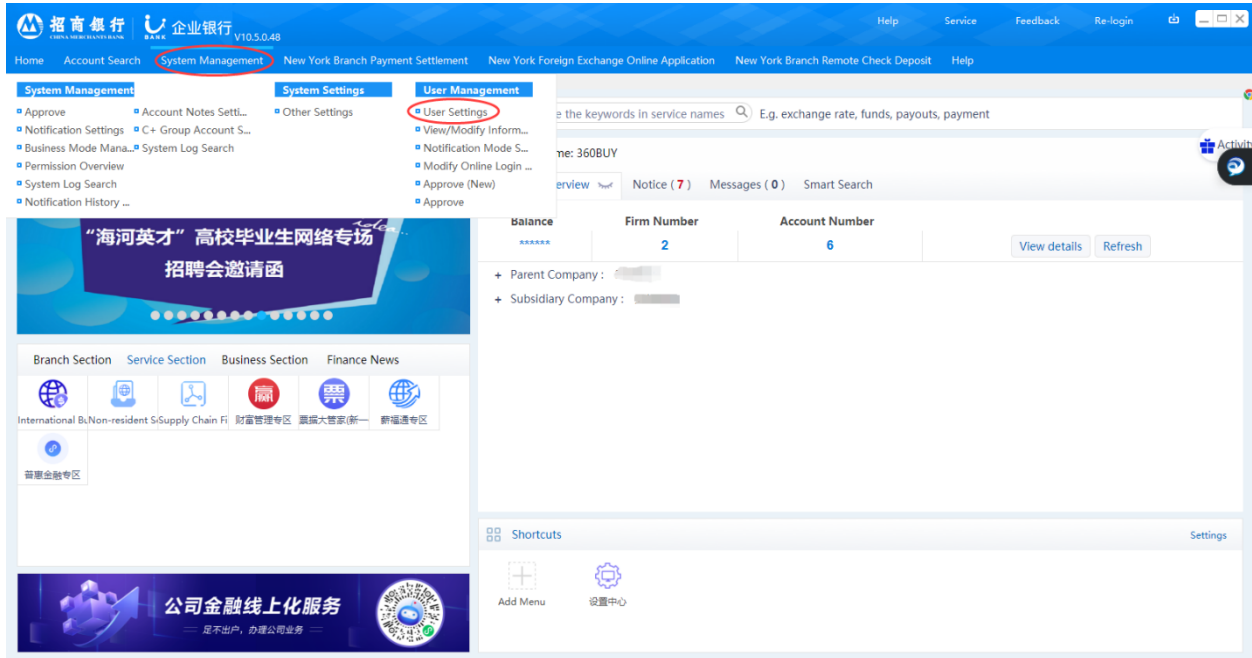 招商银行
CHINA MERCHANTS BANK
U BANK 企业银行 V10.5.0.48
Help Service Feedback Re-login
Home Account Search System Management New York Branch Payment Settlement New York Foreign Exchange Online Application New York Branch Remote Check Deposit Help
System Management System Settings User Management
Approve Account Notes Setti... Other Settings User Settings
Notification Settings C+ Group Account S... View/Modify Inform...
Business Mode Mana... System Log Search Notification Mode S...
Permission Overview Modify Online Login ...
System Log Search Approve (New)
Notification History ... Approve
e the keywords in service names E.g. exchange rate, funds, payouts, payment
Activit
me: 360BUY
erview Notice ( 7 ) Messages ( 0 ) Smart Search
Balance Firm Number Account Number
****** 2 6 View details Refresh
+ Parent Company :
+ Subsidiary Company :
“海河英才”高校毕业生网络专场
招聘会邀请函
Branch Section Service Section Business Section Finance News
International Bu Non-resident S Supply Chain Fi 财富管理专区 票据大管家(新一 薪福通专区
普惠金融专区
赢 票
Shortcuts Settings
Add Menu 设置中心
公司金融线上化服务
足不出户，办理公司业务